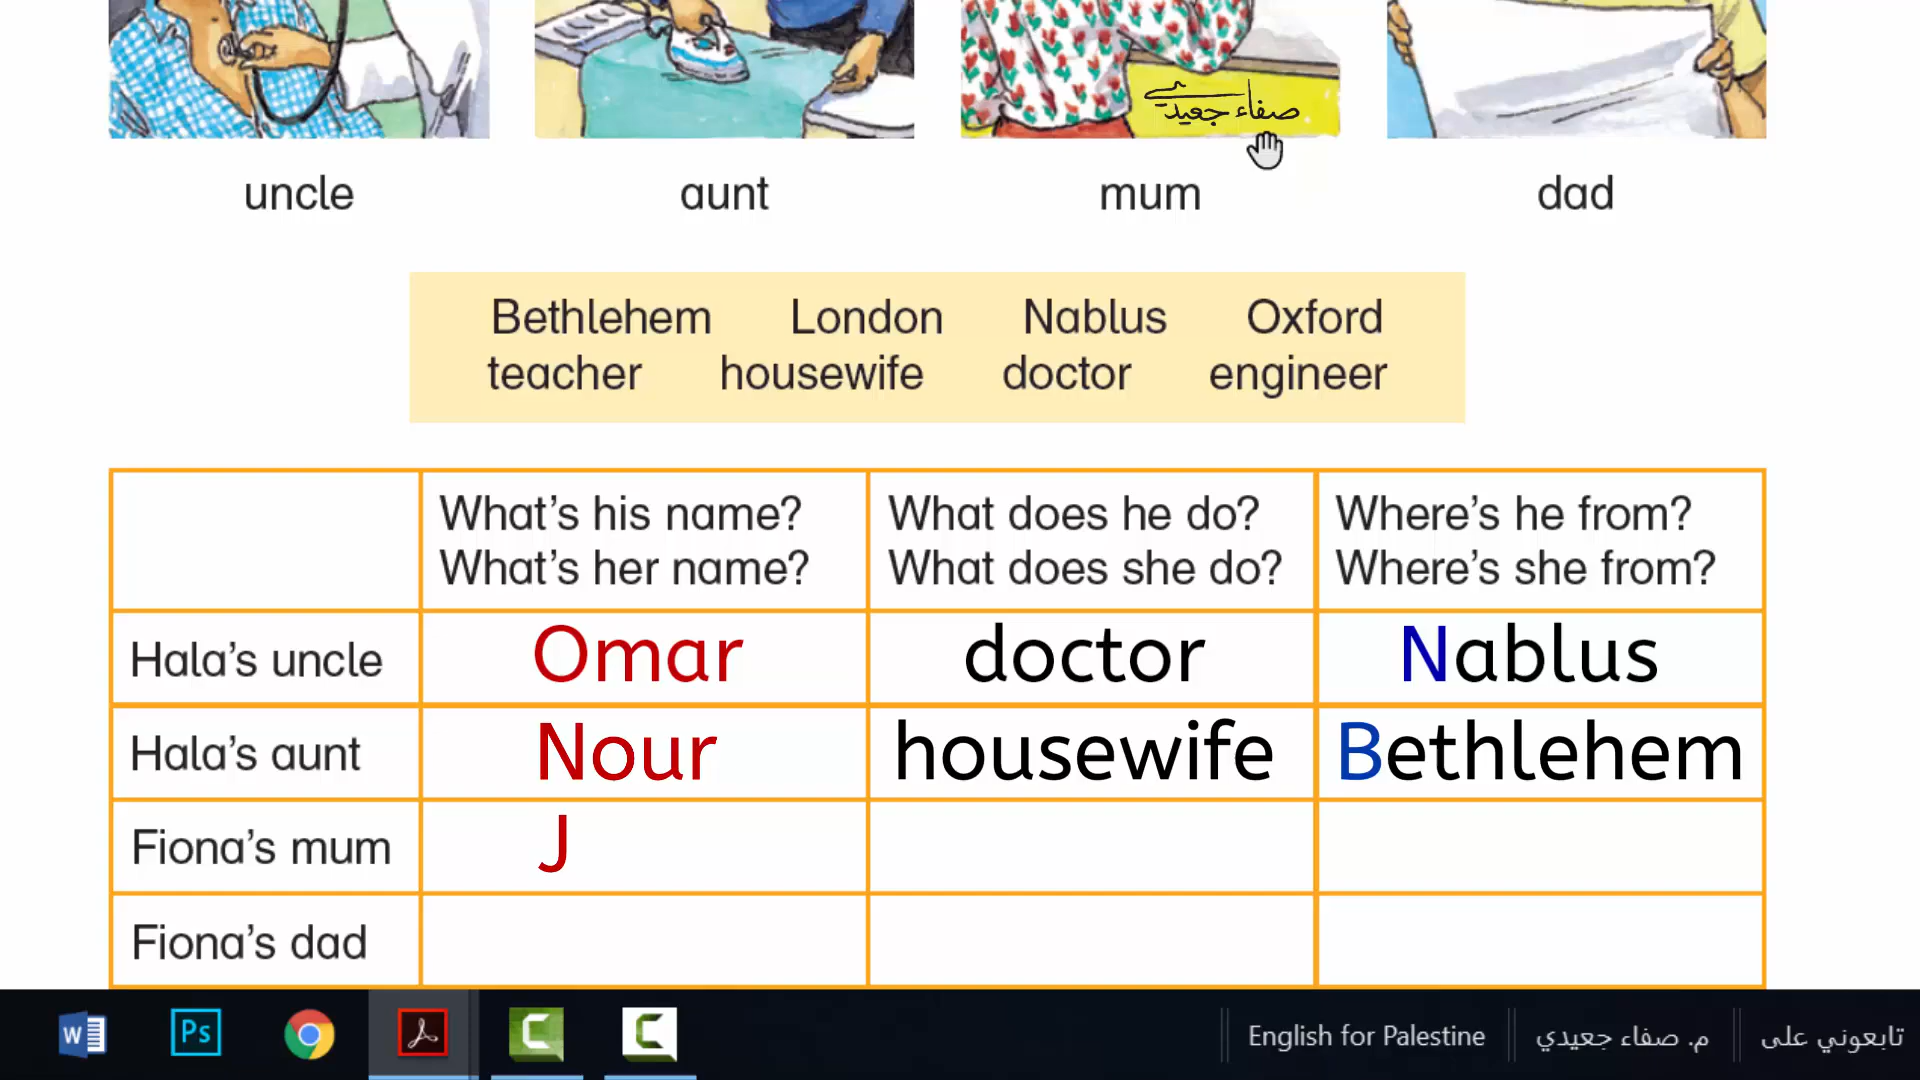 صفاء جعيدي
uncle
aunt
mum
dad
Bethlehem London Nablus Oxford
teacher housewife doctor engineer
What's his name?
What's her name?
What does he do?
What does she do?
Where's he from?
Where's she from?
Hala's uncle Omar doctor Nablus
Hala's aunt Nour housewife Bethlehem
Fiona's mum J
Fiona's dad
W
Ps
English for Palestine
م. صفاء جعيدي
تابعوني على